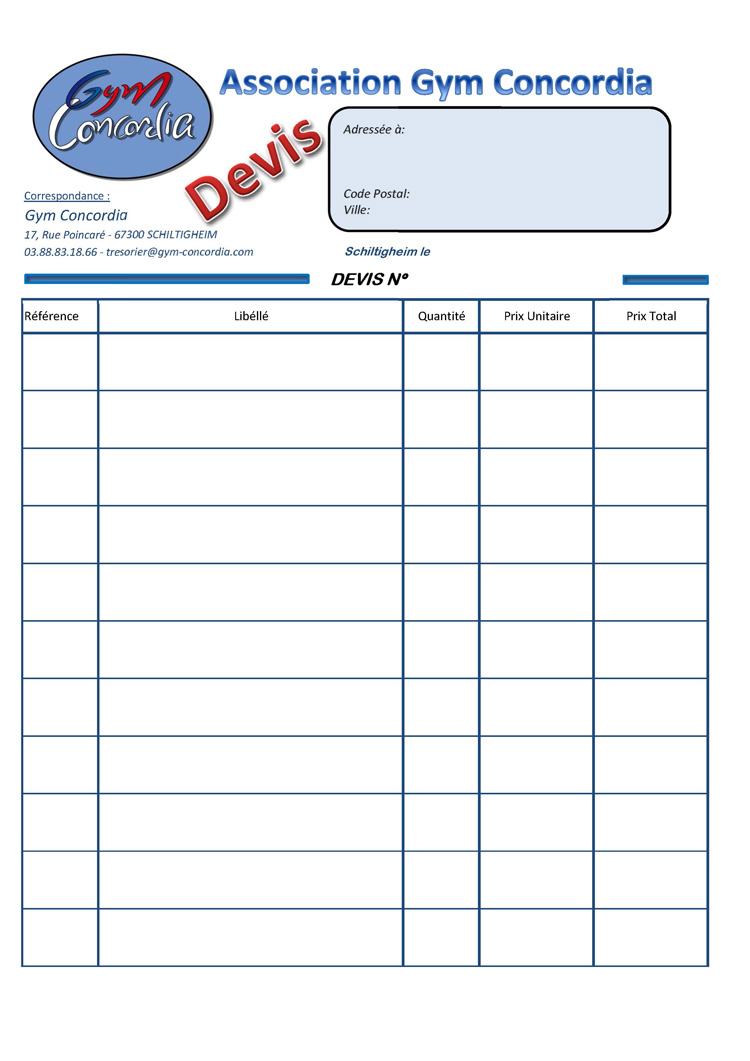 Gym
Concordia
Association Gym Concordia
Devis
Adressée à:
Code Postal:
Ville:
Correspondance :
Gym Concordia
17, Rue Poincaré - 67300 SCHILTIGHEIM
03.88.83.18.66 - tresorier@gym-concordia.com
Schiltigheim le
DEVIS N°
Référence Libéllé Quantité Prix Unitaire Prix Total